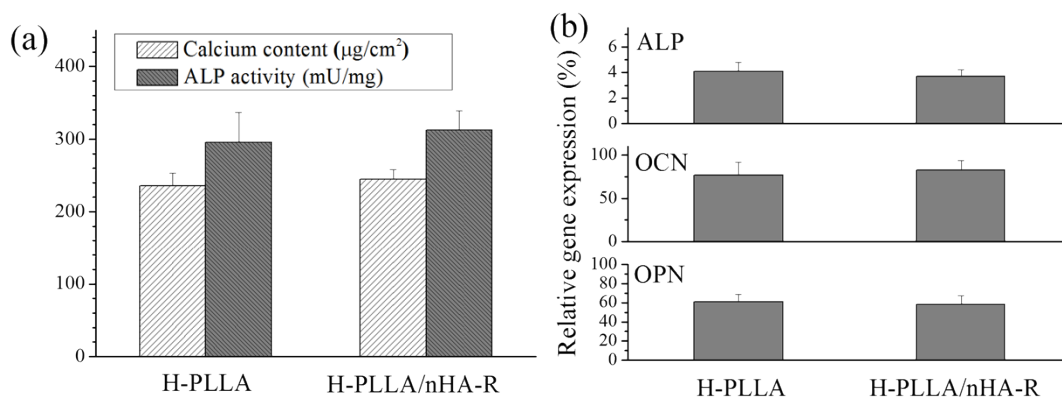 (a)
Calcium content (μg/cm²)
ALP activity (mU/mg)
400
300
200
100
0
H-PLLA
H-PLLA/nHA-R
(b)
Relative gene expression (%)
ALP
6
4
2
0
OCN
100
50
0
OPN
100
80
60
40
20
0
H-PLLA
H-PLLA/nHA-R